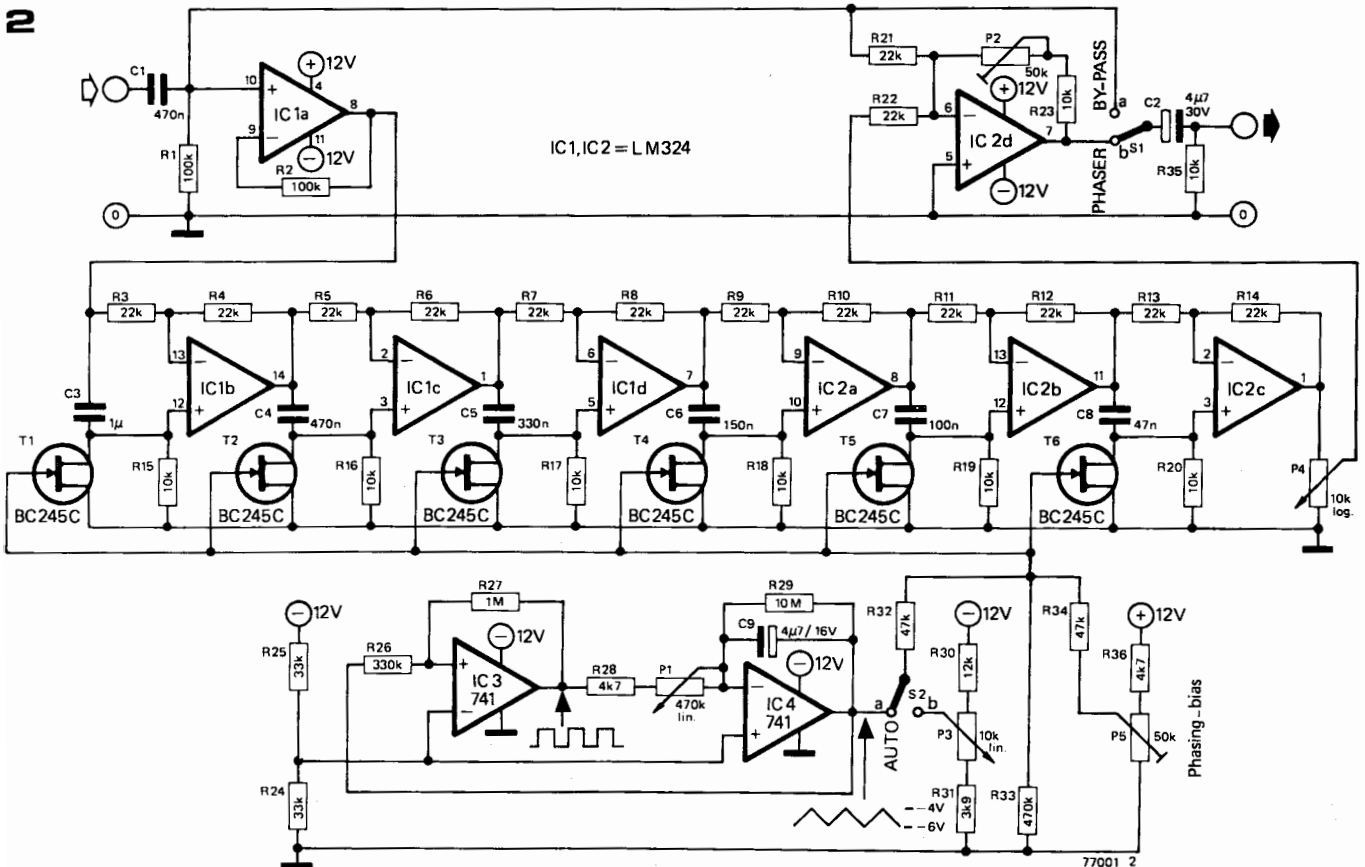 2
C1
470n
R1
100k
10
+
9
−
IC1a
+ 12V
4
8
11
− 12V
R2
100k
IC1, IC2 = LM324
R21
22k
R22
22k
P2
50k
+ 12V
R23
10k
6
−
5
+
IC2d
7
− 12V
BY-PASS
a
PHASER
b
S1
C2
4µ7
30V
R35
10k
0
0
R3
22k
R4
22k
R5
22k
R6
22k
R7
22k
R8
22k
R9
22k
R10
22k
R11
22k
R12
22k
R13
22k
R14
22k
13
−
12
+
IC1b
14
2
−
3
+
IC1c
1
6
−
5
+
IC1d
7
9
−
10
+
IC2a
8
13
−
12
+
IC2b
11
2
−
3
+
IC2c
1
C3
1µ
C4
470n
C5
330n
C6
150n
C7
100n
C8
47n
T1
BC245C
R15
10k
T2
BC245C
R16
10k
T3
BC245C
R17
10k
T4
BC245C
R18
10k
T5
BC245C
R19
10k
T6
BC245C
R20
10k
P4
10k
log.
− 12V
R25
33k
R24
33k
R26
330k
R27
1M
+
−
IC3
741
− 12V
R28
4k7
P1
470k
lin.
R29
10M
C9
4µ7/16V
−
+
IC4
741
− 12V
a
S2
b
AUTO
R32
47k
− 12V
R30
12k
P3
10k
lin.
R31
3k9
R33
470k
R34
47k
+ 12V
R36
4k7
P5
50k
Phasing-bias
−4V
−6V
77001 2